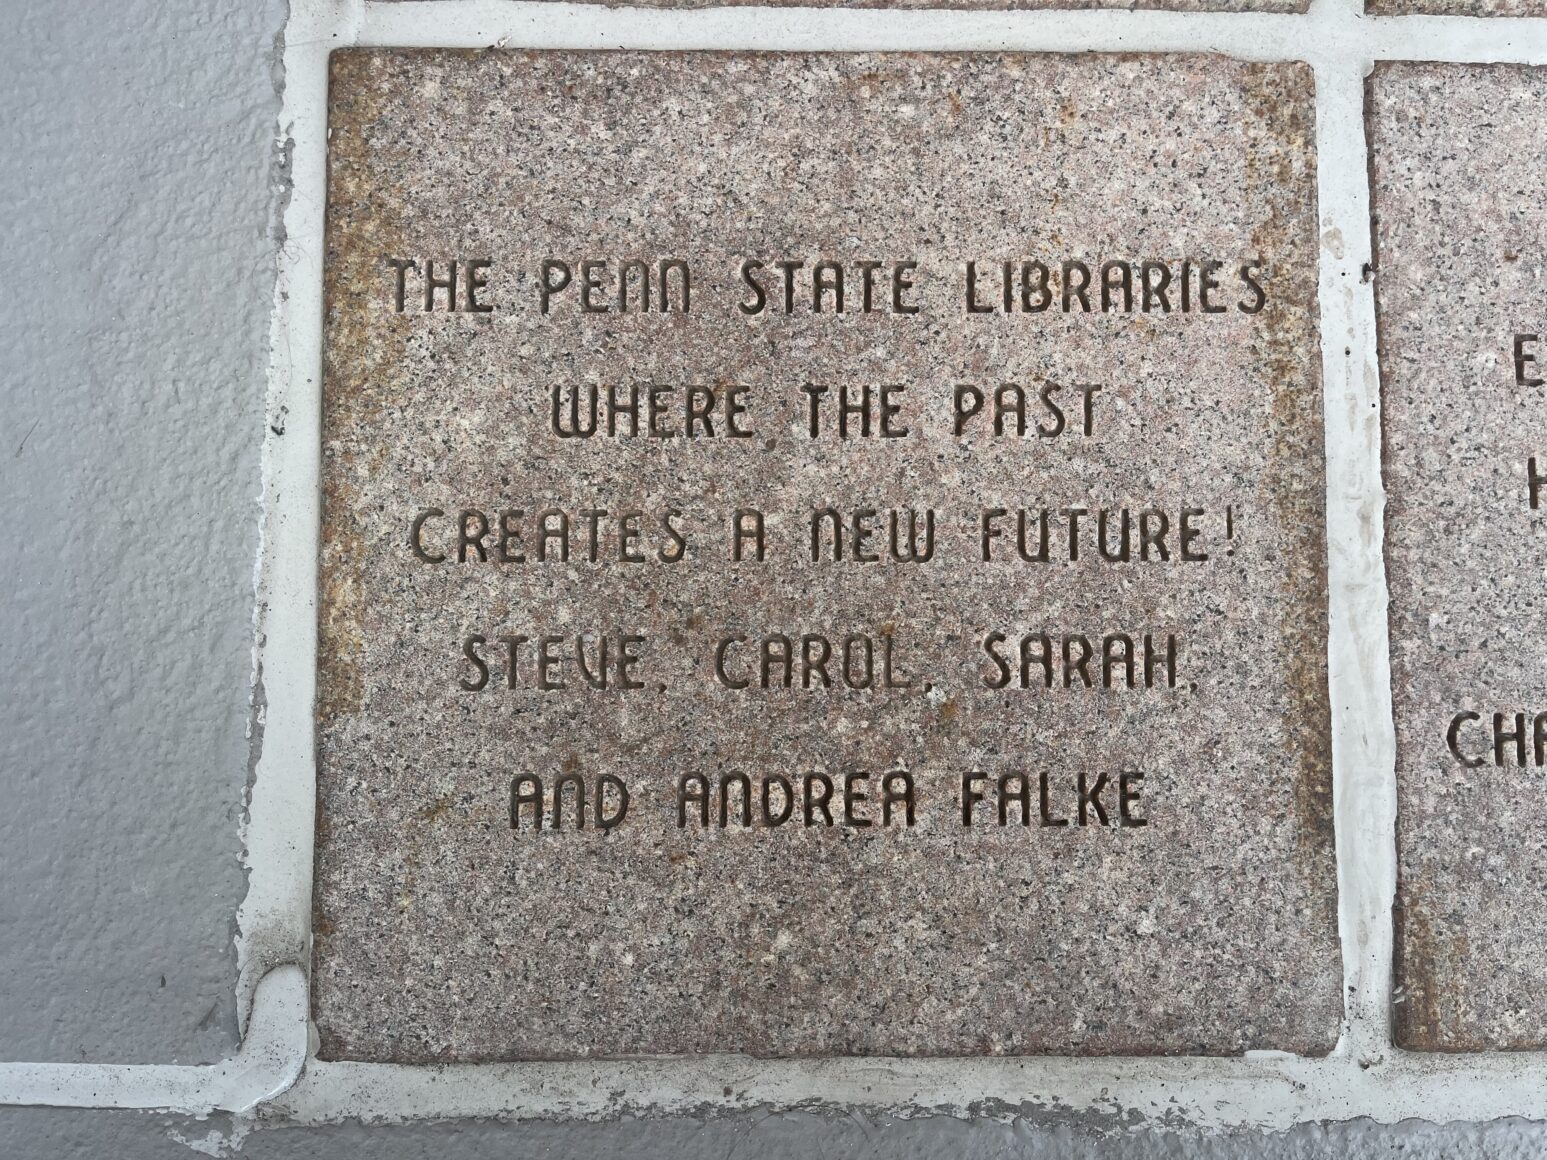 THE PENN STATE LIBRARIES
WHERE THE PAST
CREATES A NEW FUTURE!
STEVE, CAROL, SARAH,
AND ANDREA FALKE